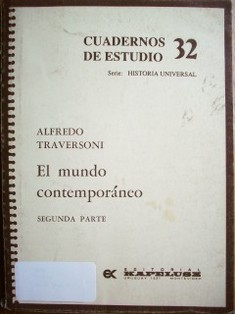 CUADERNOS 32
DE ESTUDIO
Serie: HISTORIA UNIVERSAL
ALFREDO
TRAVERSONI
El mundo
contemporáneo
SEGUNDA PARTE
EDITORIAL
KAPELUSZ